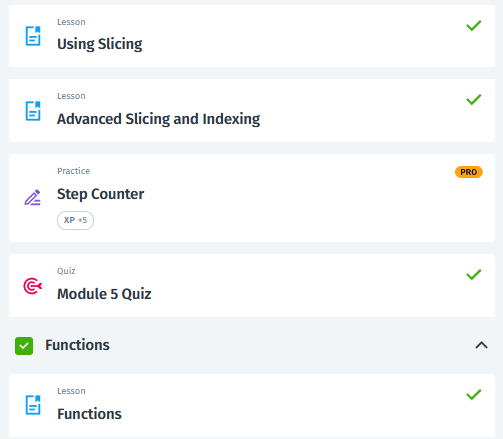 Lesson
Using Slicing
Lesson
Advanced Slicing and Indexing
Practice
PRO
Step Counter
XP +5
Quiz
Module 5 Quiz
Functions
Lesson
Functions